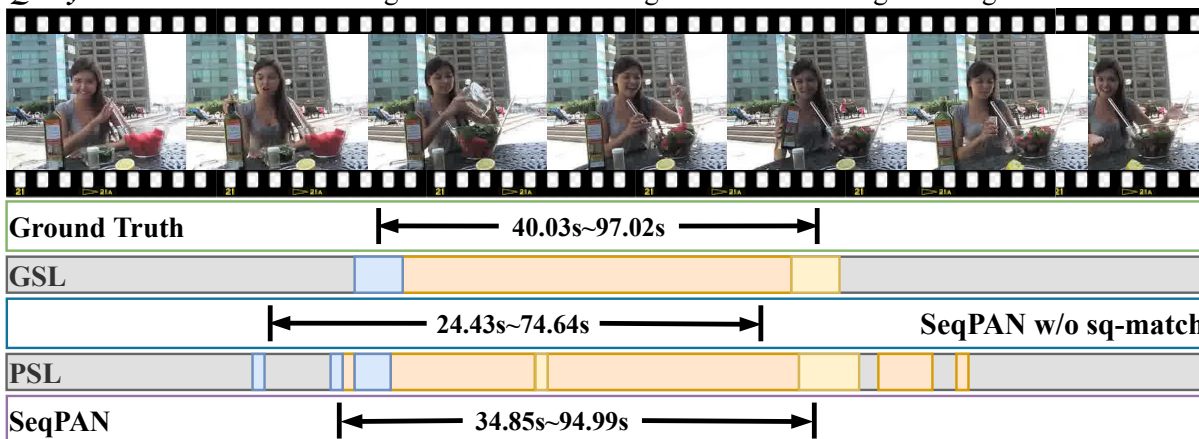 Ground Truth
40.03s~97.02s
GSL
24.43s~74.64s
SeqPAN w/o sq-match
PSL
SeqPAN
34.85s~94.99s